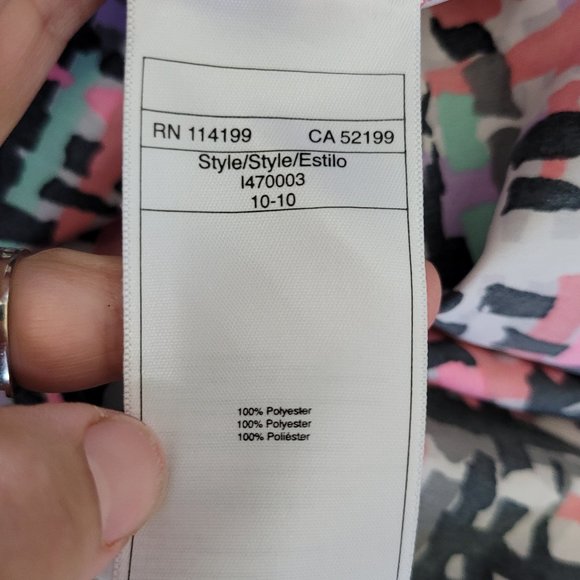 RN 114199 CA 52199
Style/Style/Estilo
I470003
10-10
100% Polyester
100% Polyester
100% Poliéster